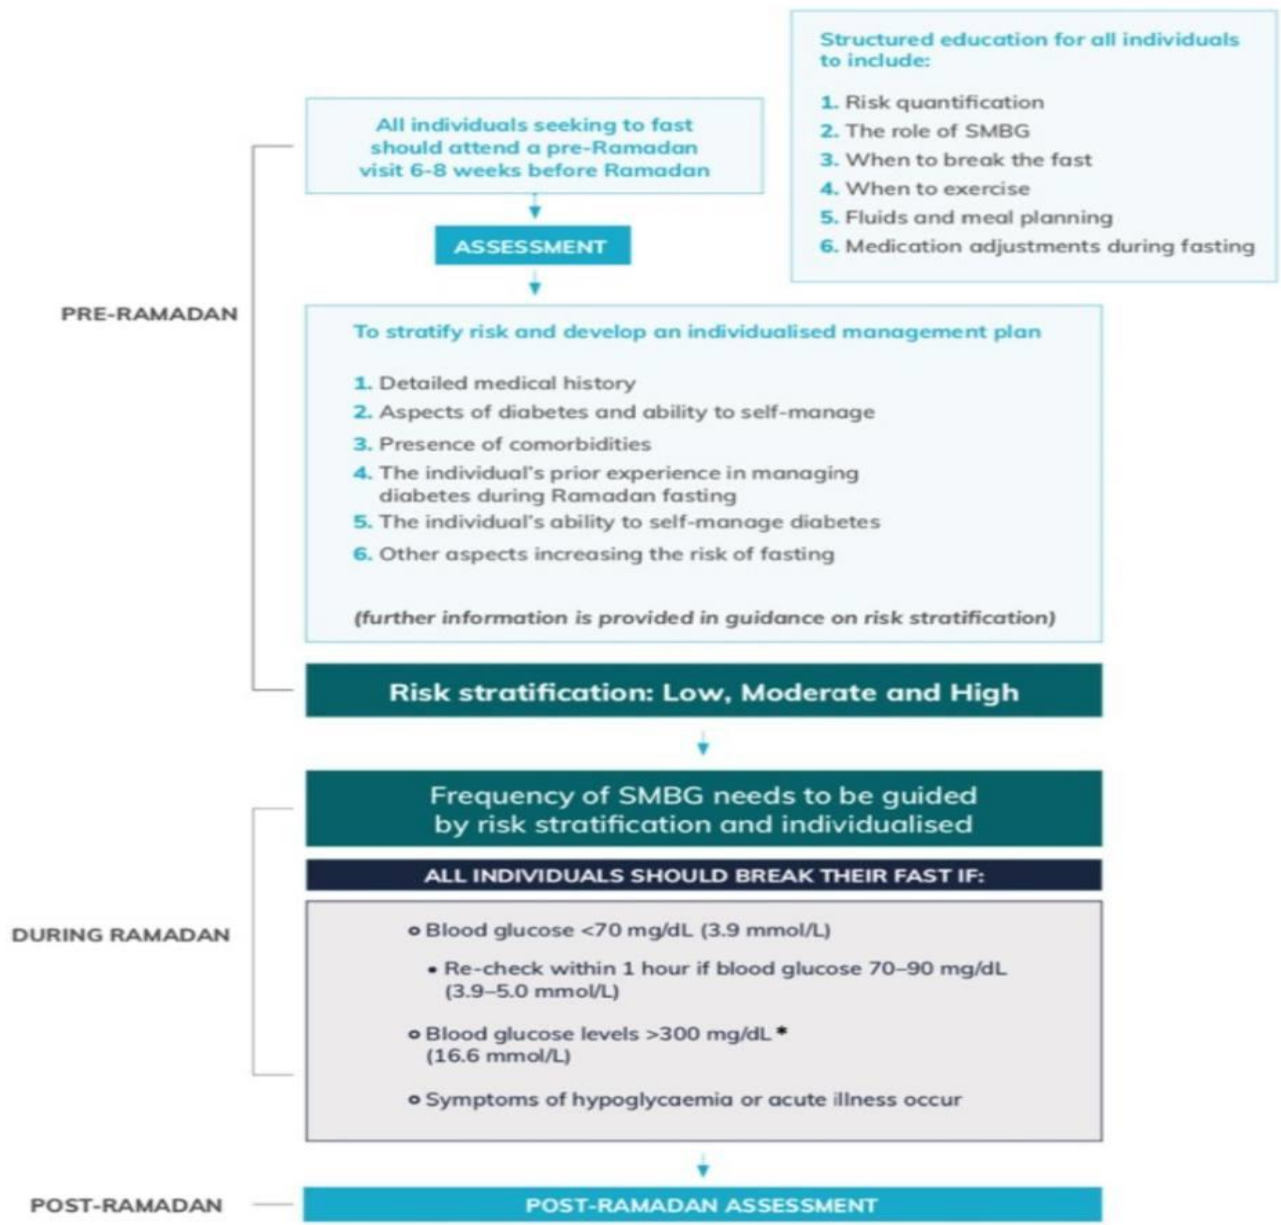 Structured education for all individuals
to include:
1. Risk quantification
2. The role of SMBG
3. When to break the fast
4. When to exercise
5. Fluids and meal planning
6. Medication adjustments during fasting
All individuals seeking to fast
should attend a pre-Ramadan
visit 6-8 weeks before Ramadan
ASSESSMENT
PRE-RAMADAN
To stratify risk and develop an individualised management plan
1. Detailed medical history
2. Aspects of diabetes and ability to self-manage
3. Presence of comorbidities
4. The individual's prior experience in managing
diabetes during Ramadan fasting
5. The individual's ability to self-manage diabetes
6. Other aspects increasing the risk of fasting
(further information is provided in guidance on risk stratification)
Risk stratification: Low, Moderate and High
Frequency of SMBG needs to be guided
by risk stratification and individualised
ALL INDIVIDUALS SHOULD BREAK THEIR FAST IF:
DURING RAMADAN
Blood glucose <70 mg/dL (3.9 mmol/L)
• Re-check within 1 hour if blood glucose 70–90 mg/dL
(3.9–5.0 mmol/L)
Blood glucose levels >300 mg/dL*
(16.6 mmol/L)
Symptoms of hypoglycaemia or acute illness occur
POST-RAMADAN
POST-RAMADAN ASSESSMENT